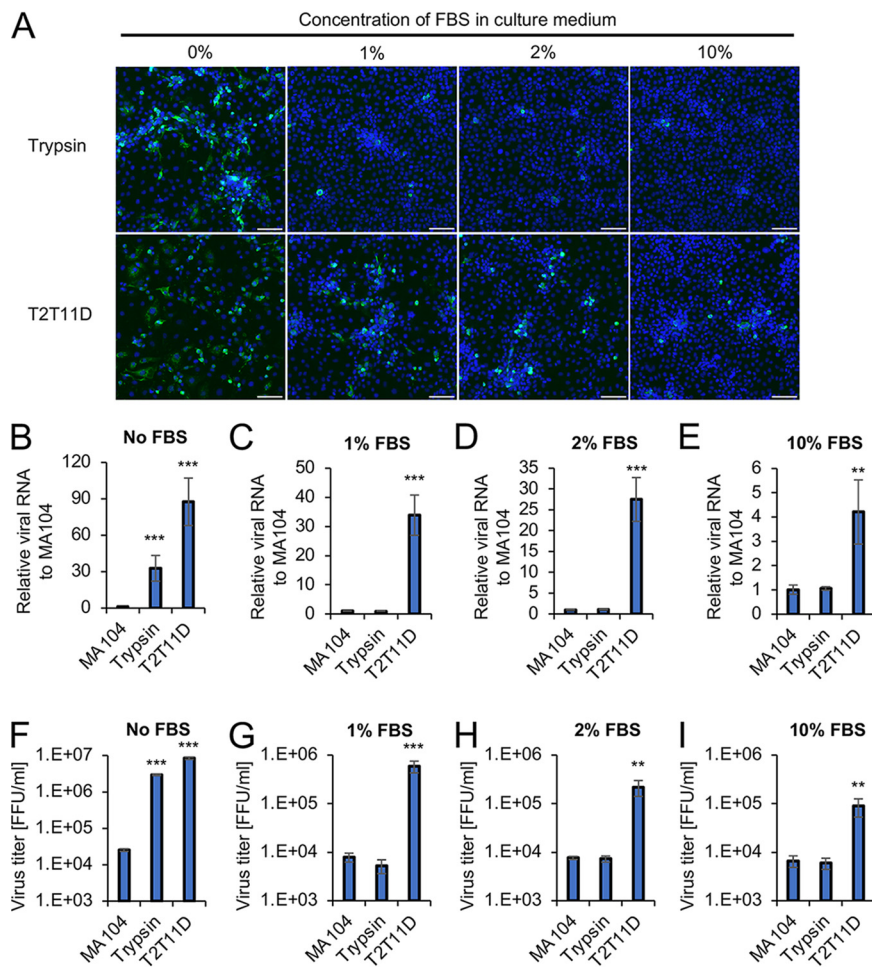 A
Concentration of FBS in culture medium
0% 1% 2% 10%
Trypsin
T2T11D
B
No FBS
Relative viral RNA
to MA104
120
90
60
30
0
***
***
MA104
Trypsin
T2T11D
C
1% FBS
Relative viral RNA
to MA104
50
40
30
20
10
0
***
MA104
Trypsin
T2T11D
D
2% FBS
Relative viral RNA
to MA104
35
30
25
20
15
10
5
0
***
MA104
Trypsin
T2T11D
E
10% FBS
Relative viral RNA
to MA104
6
5
4
3
2
1
0
**
MA104
Trypsin
T2T11D
F
No FBS
Virus titer [FFU/ml]
1.E+07
1.E+06
1.E+05
1.E+04
1.E+03
***
***
MA104
Trypsin
T2T11D
G
1% FBS
Virus titer [FFU/ml]
1.E+06
1.E+05
1.E+04
1.E+03
***
MA104
Trypsin
T2T11D
H
2% FBS
Virus titer [FFU/ml]
1.E+06
1.E+05
1.E+04
1.E+03
**
MA104
Trypsin
T2T11D
I
10% FBS
Virus titer [FFU/ml]
1.E+06
1.E+05
1.E+04
1.E+03
**
MA104
Trypsin
T2T11D